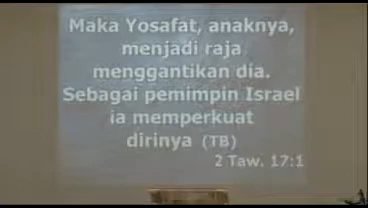 Maka Yosafat, anaknya,
menjadi raja
menggantikan dia.
Sebagai pemimpin Israel
ia memperkuat
dirinya (TB)
2 Taw. 17:1